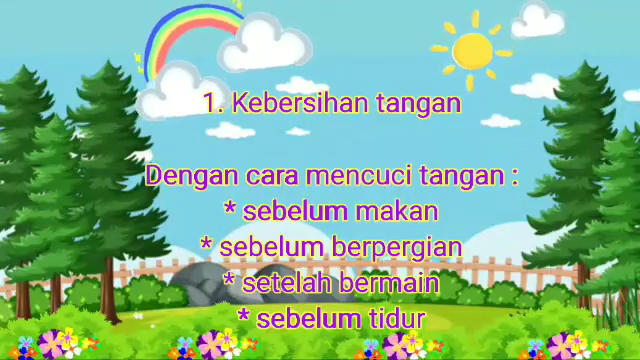 1. Kebersihan tangan
Dengan cara mencuci tangan :
* sebelum makan
* sebelum berpergian
* setelah bermain
* sebelum tidur